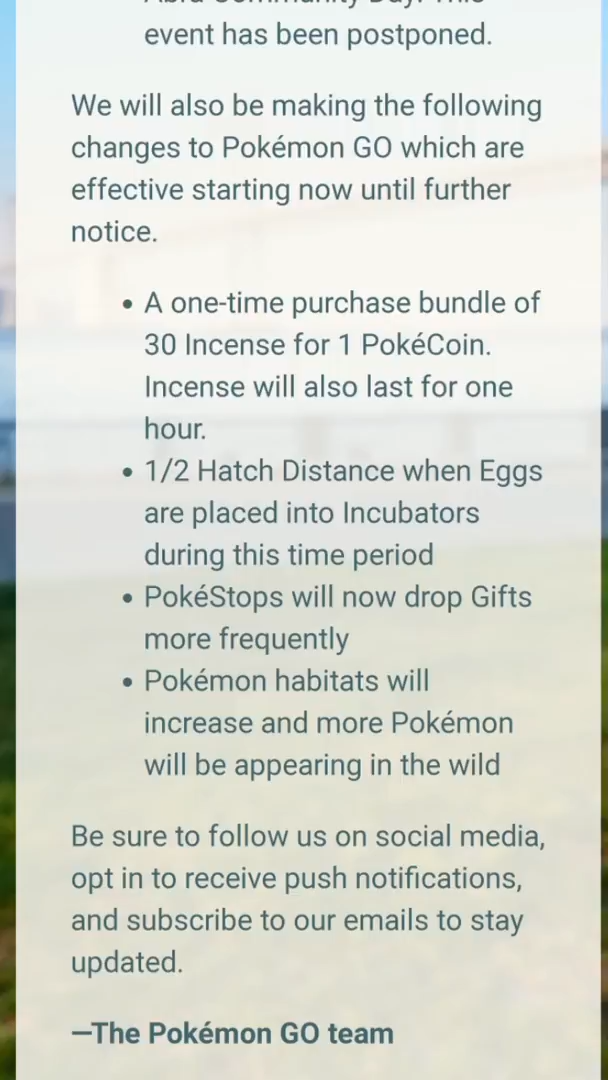 Abra Community Day. This
event has been postponed.
We will also be making the following
changes to Pokémon GO which are
effective starting now until further
notice.
• A one-time purchase bundle of
30 Incense for 1 PokéCoin.
Incense will also last for one
hour.
• 1/2 Hatch Distance when Eggs
are placed into Incubators
during this time period
• PokéStops will now drop Gifts
more frequently
• Pokémon habitats will
increase and more Pokémon
will be appearing in the wild
Be sure to follow us on social media,
opt in to receive push notifications,
and subscribe to our emails to stay
updated.
—The Pokémon GO team